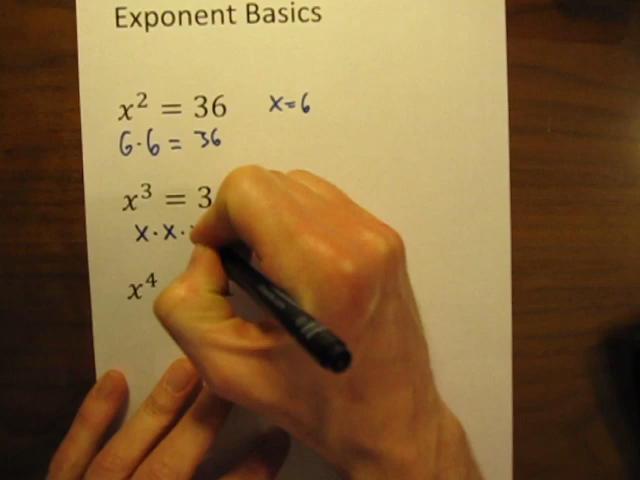 Exponent Basics
x² = 36 x=6
6·6 = 36
x³ = 3
x·x·
x⁴